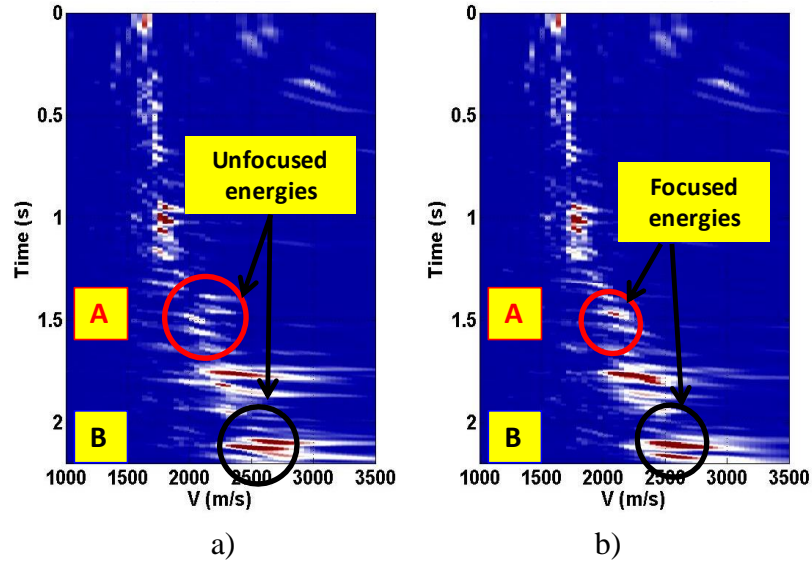 0
0.5
1
1.5
2
Time (s)
1000 1500 2000 2500 3000 3500
V (m/s)
Unfocused
energies
A
B
a)
0
0.5
1
1.5
2
Time (s)
1000 1500 2000 2500 3000 3500
V (m/s)
Focused
energies
A
B
b)